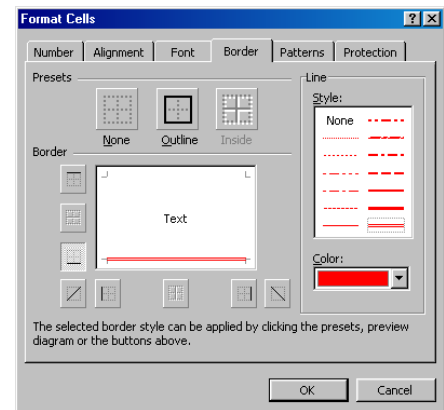 Format Cells
Number Alignment Font Border Patterns Protection
Presets
None Outline Inside
Line
Style:
None
Border
Text
Color:
The selected border style can be applied by clicking the presets, preview
diagram or the buttons above.
OK Cancel